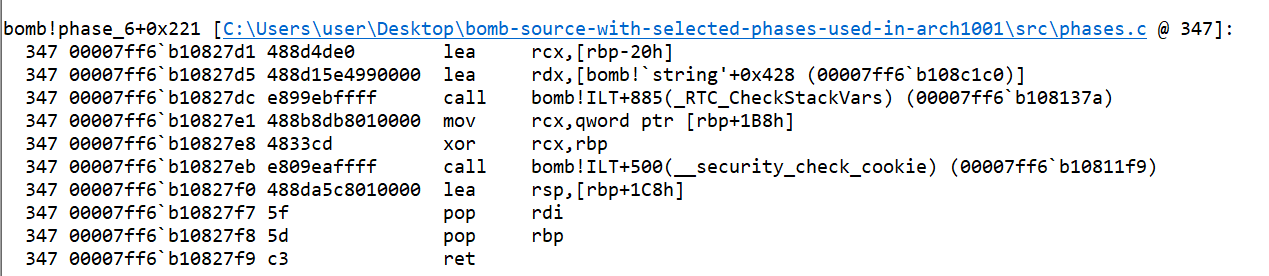 bomb!phase_6+0x221 [C:\Users\user\Desktop\bomb-source-with-selected-phases-used-in-arch1001\src\phases.c @ 347]:
347 00007ff6`b10827d1 488d4de0 lea rcx,[rbp-20h]
347 00007ff6`b10827d5 488d15e4990000 lea rdx,[bomb!`string'+0x428 (00007ff6`b108c1c0)]
347 00007ff6`b10827dc e899ebffff call bomb!ILT+885(_RTC_CheckStackVars) (00007ff6`b108137a)
347 00007ff6`b10827e1 488b8db8010000 mov rcx,qword ptr [rbp+1B8h]
347 00007ff6`b10827e8 4833cd xor rcx,rbp
347 00007ff6`b10827eb e809eaffff call bomb!ILT+500(__security_check_cookie) (00007ff6`b10811f9)
347 00007ff6`b10827f0 488da5c8010000 lea rsp,[rbp+1C8h]
347 00007ff6`b10827f7 5f pop rdi
347 00007ff6`b10827f8 5d pop rbp
347 00007ff6`b10827f9 c3 ret